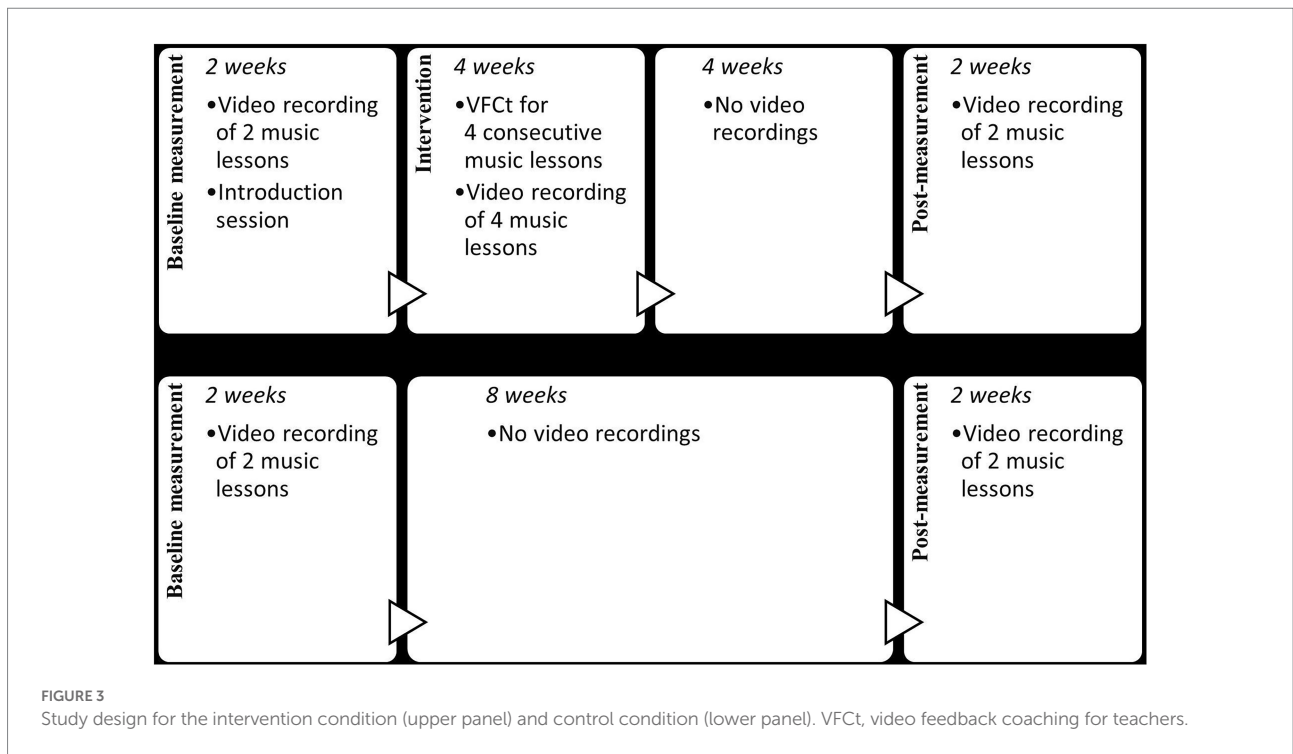 Baseline measurement
2 weeks
•Video recording
of 2 music
lessons
•Introduction
session
Intervention
4 weeks
•VFCt for
4 consecutive
music lessons
•Video recording
of 4 music
lessons
4 weeks
•No video
recordings
Post-measurement
2 weeks
•Video recording
of 2 music
lessons
Baseline measurement
2 weeks
•Video recording
of 2 music
lessons
8 weeks
•No video recordings
Post-measurement
2 weeks
•Video recording
of 2 music
lessons
FIGURE 3
Study design for the intervention condition (upper panel) and control condition (lower panel). VFCt, video feedback coaching for teachers.